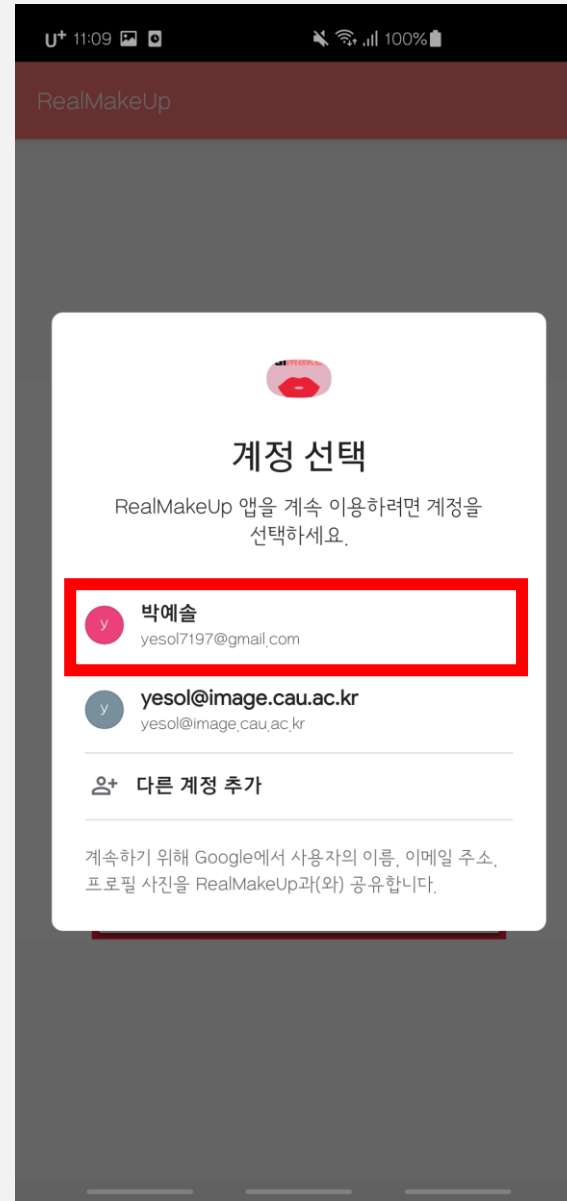 U+ 11:09 100%
RealMakeUp
계정 선택
RealMakeUp 앱을 계속 이용하려면 계정을
선택하세요.
y 박예솔
yesol7197@gmail.com
y yesol@image.cau.ac.kr
yesol@image.cau.ac.kr
다른 계정 추가
계속하기 위해 Google에서 사용자의 이름, 이메일 주소,
프로필 사진을 RealMakeUp과(와) 공유합니다.